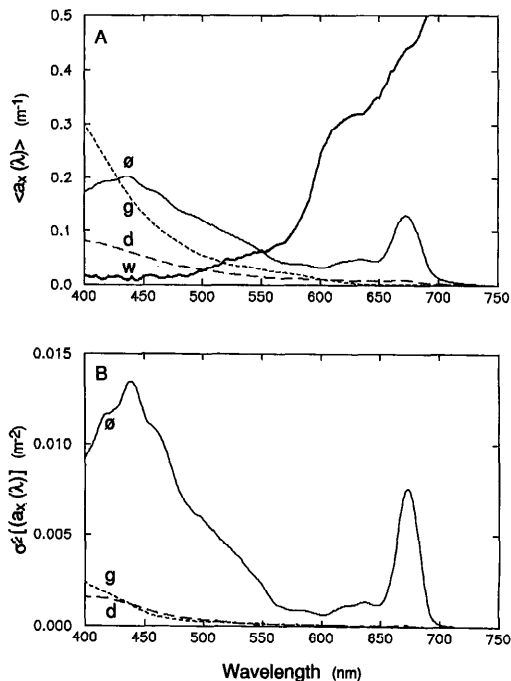 A
<aₓ(λ)> (m⁻¹)
0.5
0.4
0.3
0.2
0.1
0.0
ø
g
d
w
400 450 500 550 600 650 700 750
B
σ²[(aₓ(λ)] (m⁻²)
0.015
0.010
0.005
0.000
ø
g
d
400 450 500 550 600 650 700 750
Wavelength (nm)